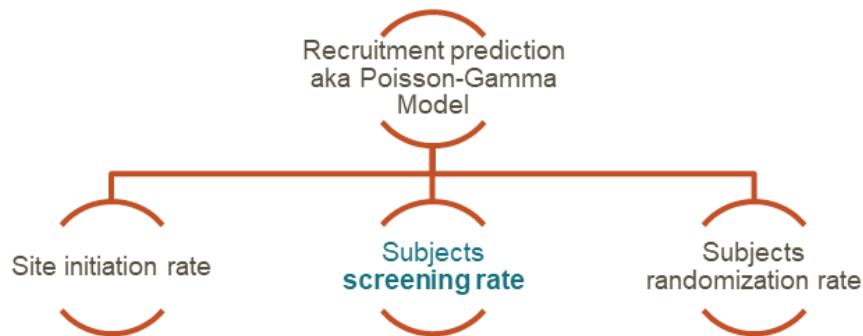 Recruitment prediction
aka Poisson-Gamma
Model
Site initiation rate
Subjects
screening rate
Subjects
randomization rate